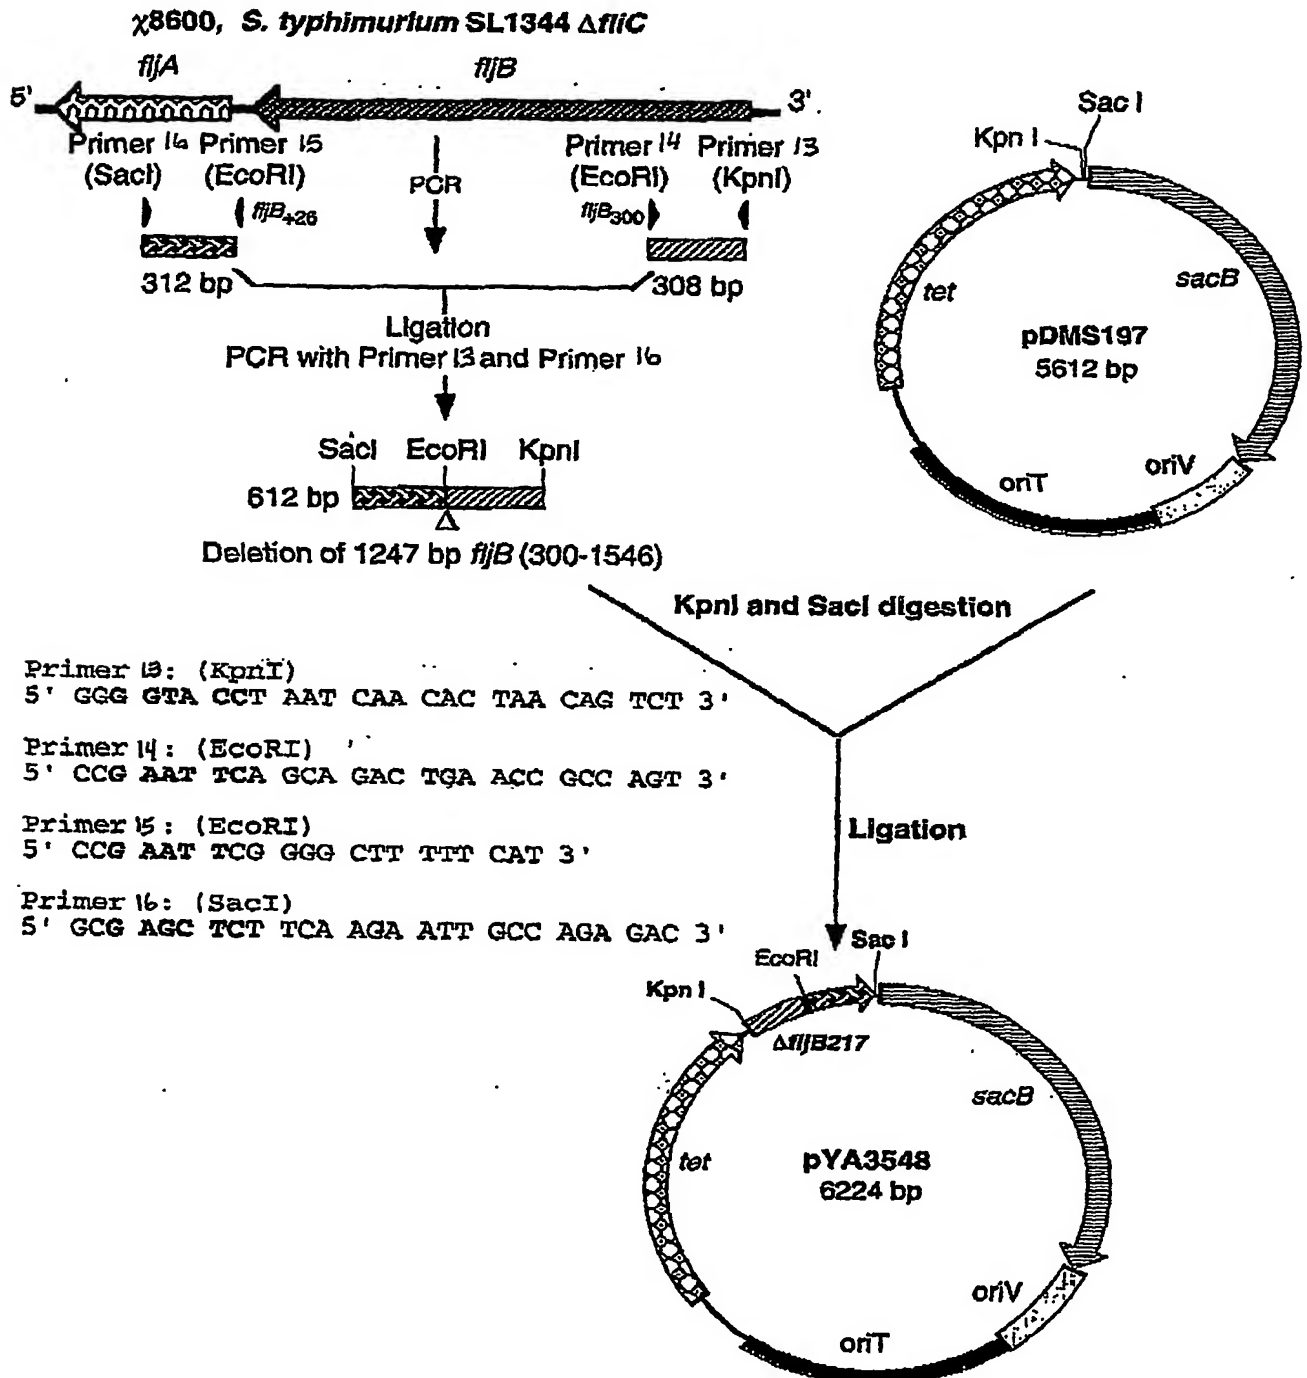 χ8600, S. typhimurium SL1344 ΔfliC
fljA
fljB
5'
3'
Primer 16
(SacI)
Primer 15
(EcoRI)
PCR
Primer 14
(EcoRI)
Primer 13
(KpnI)
fljB+26
fljB300
312 bp
308 bp
Ligation
PCR with Primer 13 and Primer 16
SacI EcoRI KpnI
612 bp
Δ
Deletion of 1247 bp fljB (300-1546)
Kpn I
Sac I
tet
sacB
pDMS197
5612 bp
oriT
oriV
KpnI and SacI digestion
Primer 13: (KpnI)
5' GGG GTA CCT AAT CAA CAC TAA CAG TCT 3'
Primer 14: (EcoRI)
5' CCG AAT TCA GCA GAC TGA ACC GCC AGT 3'
Primer 15: (EcoRI)
5' CCG AAT TCG GGG CTT TTT CAT 3'
Primer 16: (SacI)
5' GCG AGC TCT TCA AGA ATT GCC AGA GAC 3'
Ligation
Kpn I
EcoRI
Sac I
ΔfljB217
tet
sacB
pYA3548
6224 bp
oriV
oriT